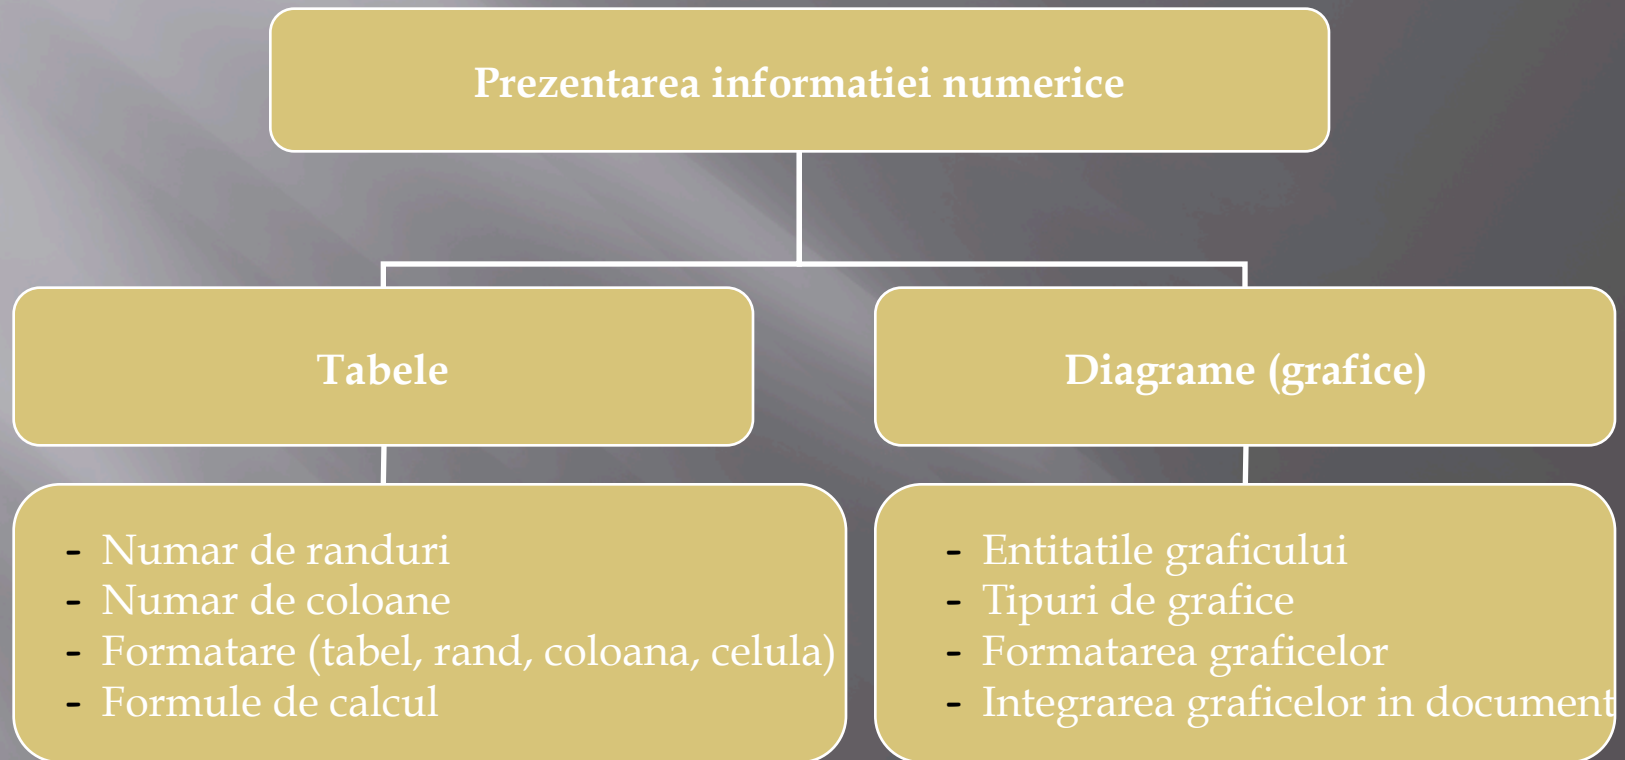 Prezentarea informatiei numerice
Tabele
- Numar de randuri
- Numar de coloane
- Formatare (tabel, rand, coloana, celula)
- Formule de calcul
Diagrame (grafice)
- Entitatile graficului
- Tipuri de grafice
- Formatarea graficelor
- Integrarea graficelor in document